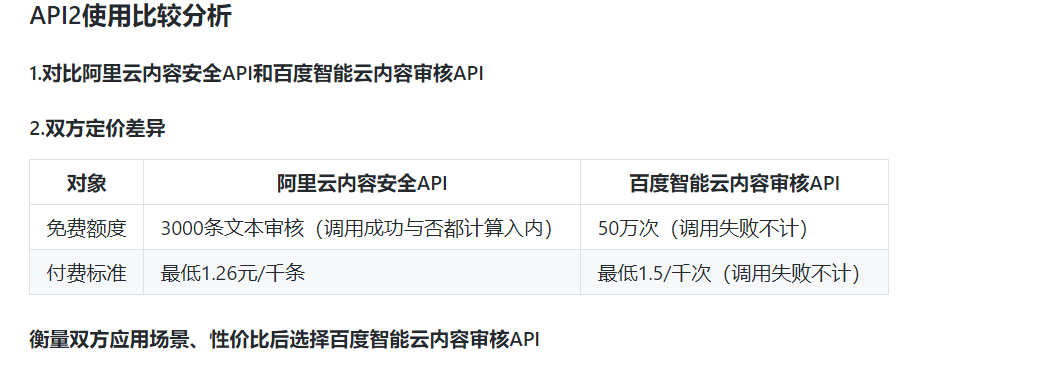 API2使用比较分析
1.对比阿里云内容安全API和百度智能云内容审核API
2.双方定价差异
对象 阿里云内容安全API 百度智能云内容审核API
免费额度 3000条文本审核（调用成功与否都计算入内） 50万次（调用失败不计）
付费标准 最低1.26元/千条 最低1.5/千次（调用失败不计）
衡量双方应用场景、性价比后选择百度智能云内容审核API